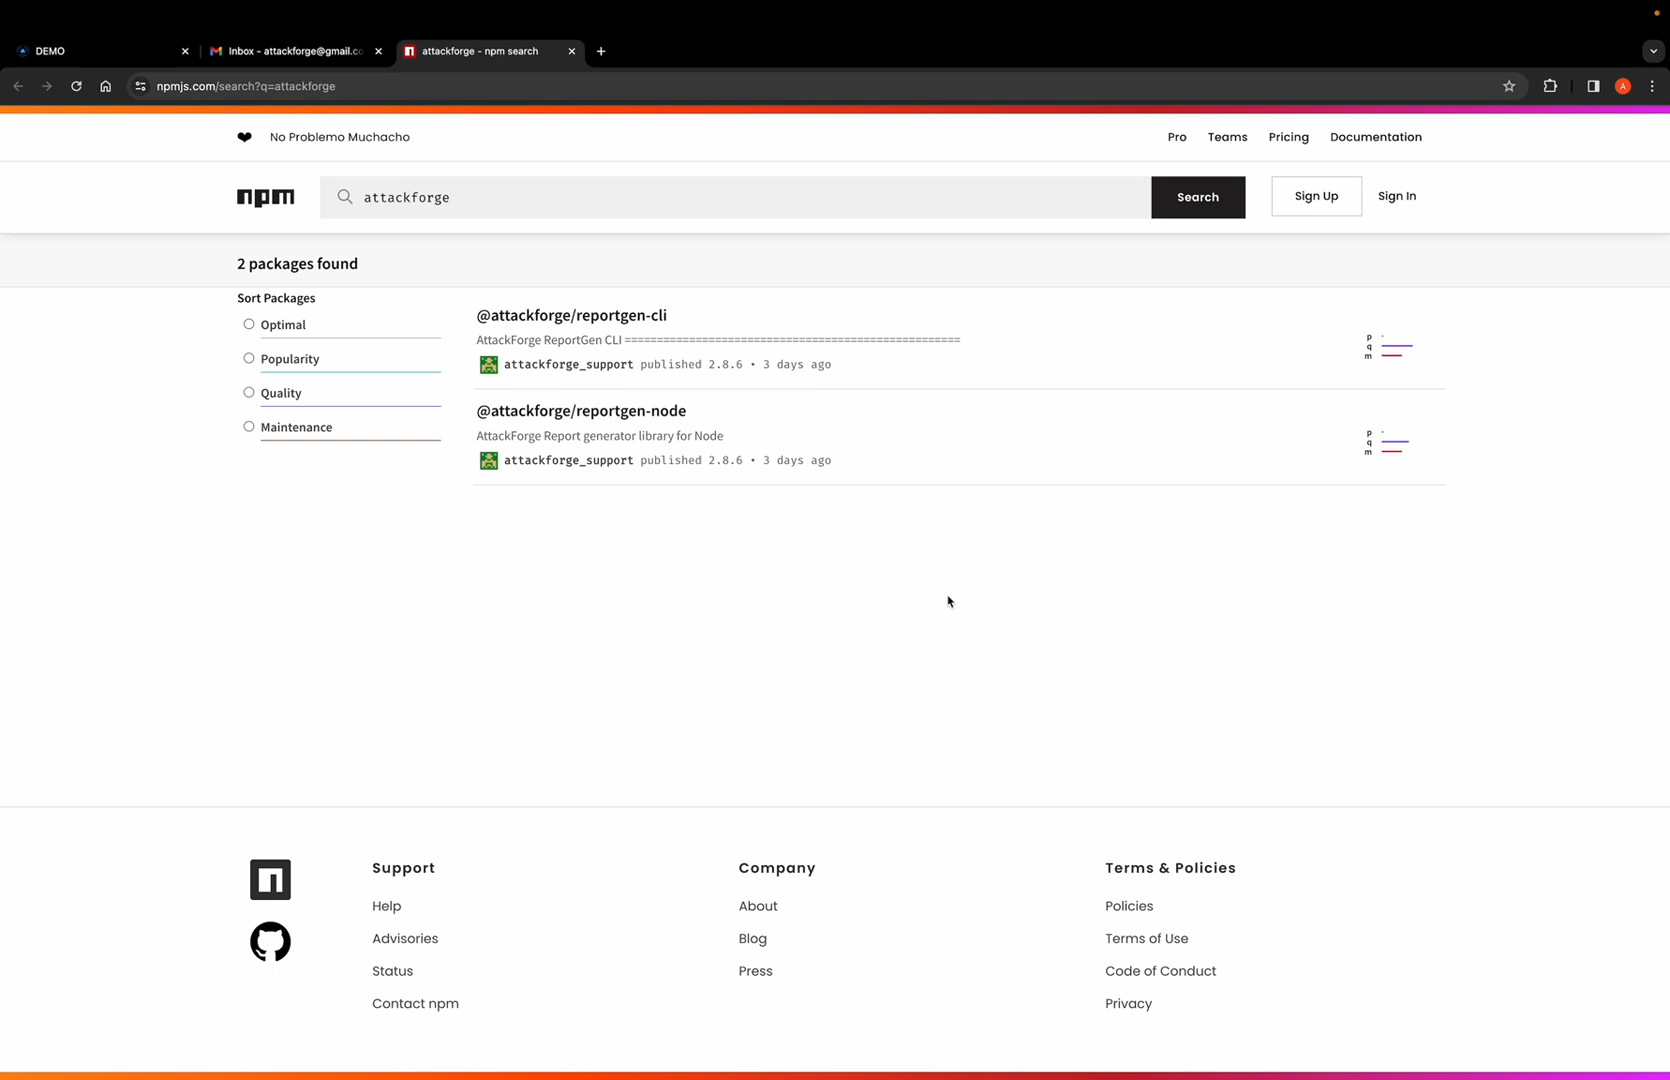 DEMO
Inbox - attackforge@gmail.co
attackforge - npm search
npmjs.com/search?q=attackforge
A
No Problemo Muchacho
Pro
Teams
Pricing
Documentation
npm
attackforge
Search
Sign Up
Sign In
2 packages found
Sort Packages
Optimal
Popularity
Quality
Maintenance
@attackforge/reportgen-cli
AttackForge ReportGen CLI ====================================================
attackforge_support published 2.8.6 • 3 days ago
p
q
m
@attackforge/reportgen-node
AttackForge Report generator library for Node
attackforge_support published 2.8.6 • 3 days ago
p
q
m
Support
Help
Advisories
Status
Contact npm
Company
About
Blog
Press
Terms & Policies
Policies
Terms of Use
Code of Conduct
Privacy